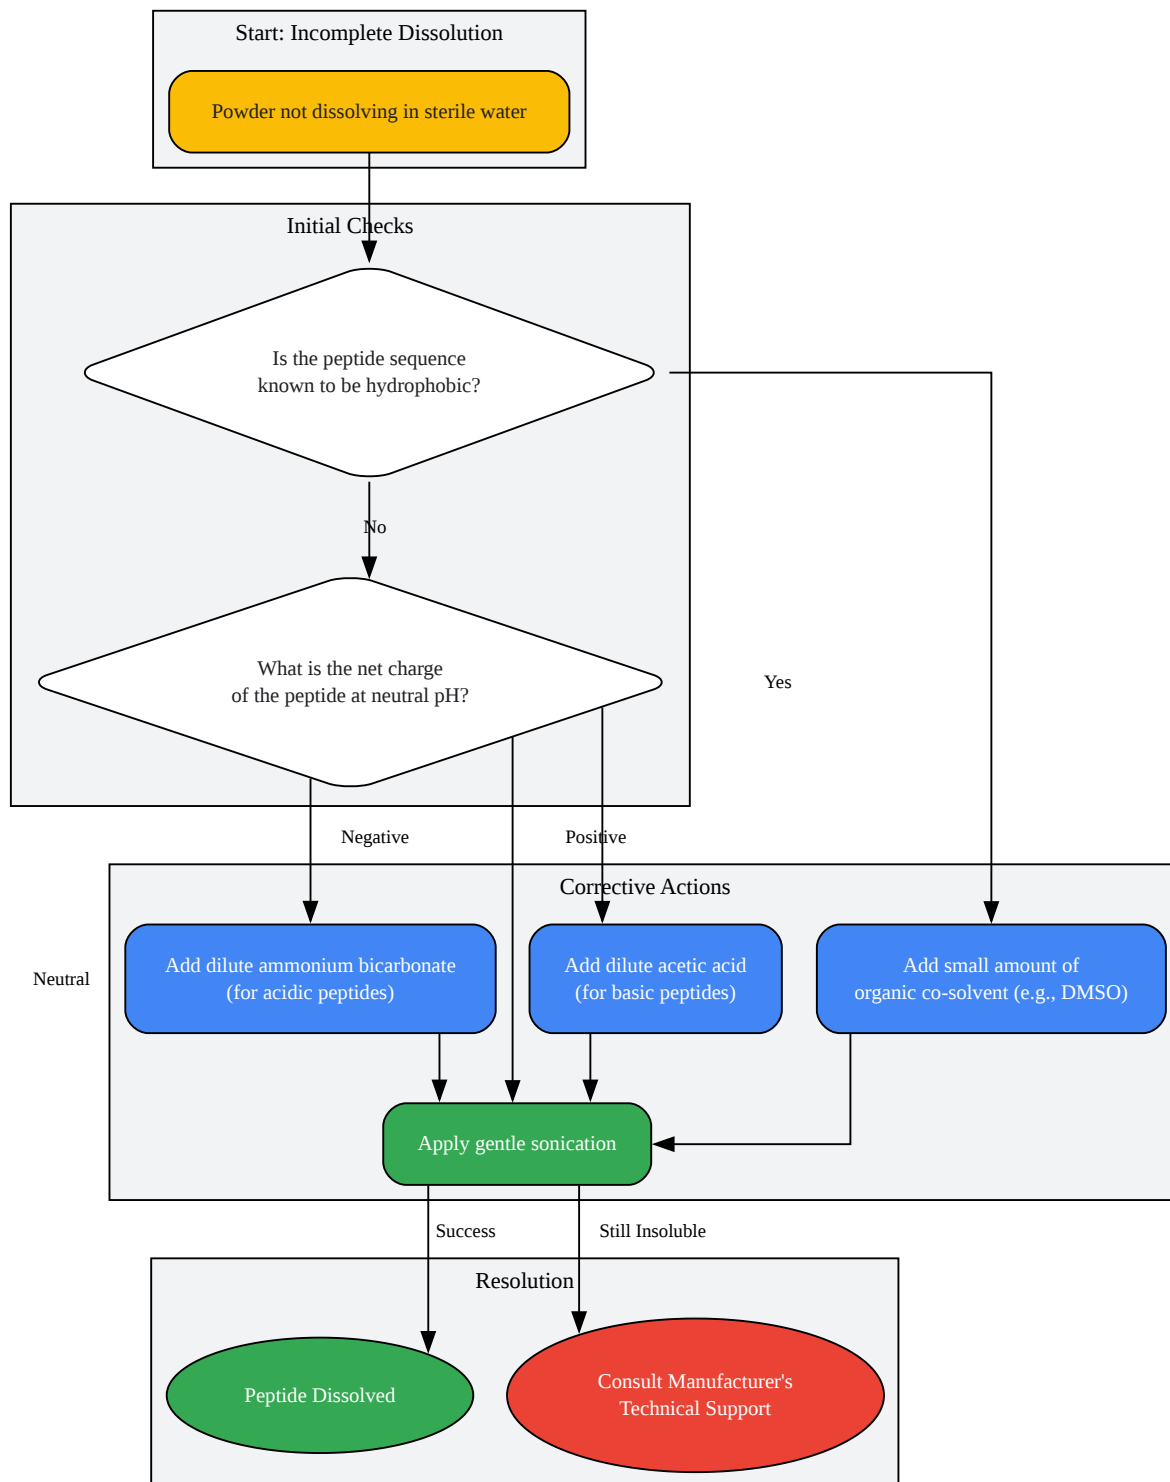 Start: Incomplete Dissolution
Powder not dissolving in sterile water
Initial Checks
Is the peptide sequence
known to be hydrophobic?
No
What is the net charge
of the peptide at neutral pH?
Yes
Negative
Positive
Corrective Actions
Add dilute ammonium bicarbonate
(for acidic peptides)
Add dilute acetic acid
(for basic peptides)
Add small amount of
organic co-solvent (e.g., DMSO)
Neutral
Apply gentle sonication
Success
Still Insoluble
Resolution
Peptide Dissolved
Consult Manufacturer's
Technical Support